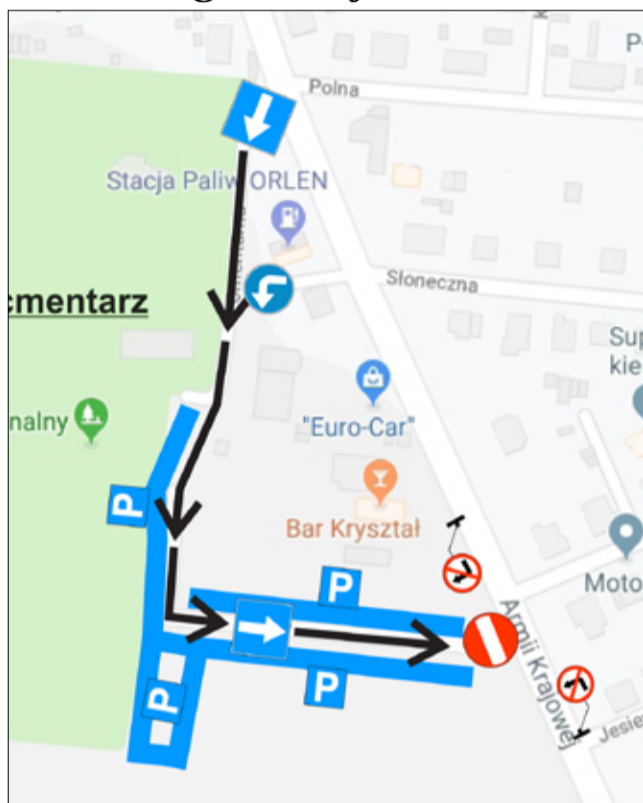 Polna
Stacja Paliw ORLEN
Słoneczna
cmentarz
Sup
kie
nalny
"Euro-Car"
P
Bar Kryształ
Moto
P
Armii Krajowej
P
P
Jesie